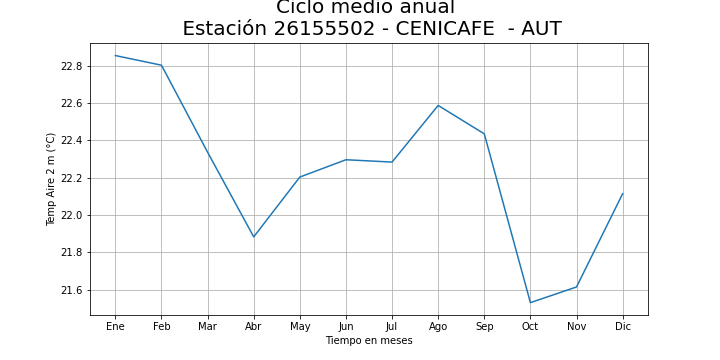 Ciclo medio anual
Estación 26155502 - CENICAFE - AUT
22.8
22.6
22.4
22.2
22.0
21.8
21.6
Temp Aire 2 m (°C)
Ene Feb Mar Abr May Jun Jul Ago Sep Oct Nov Dic
Tiempo en meses